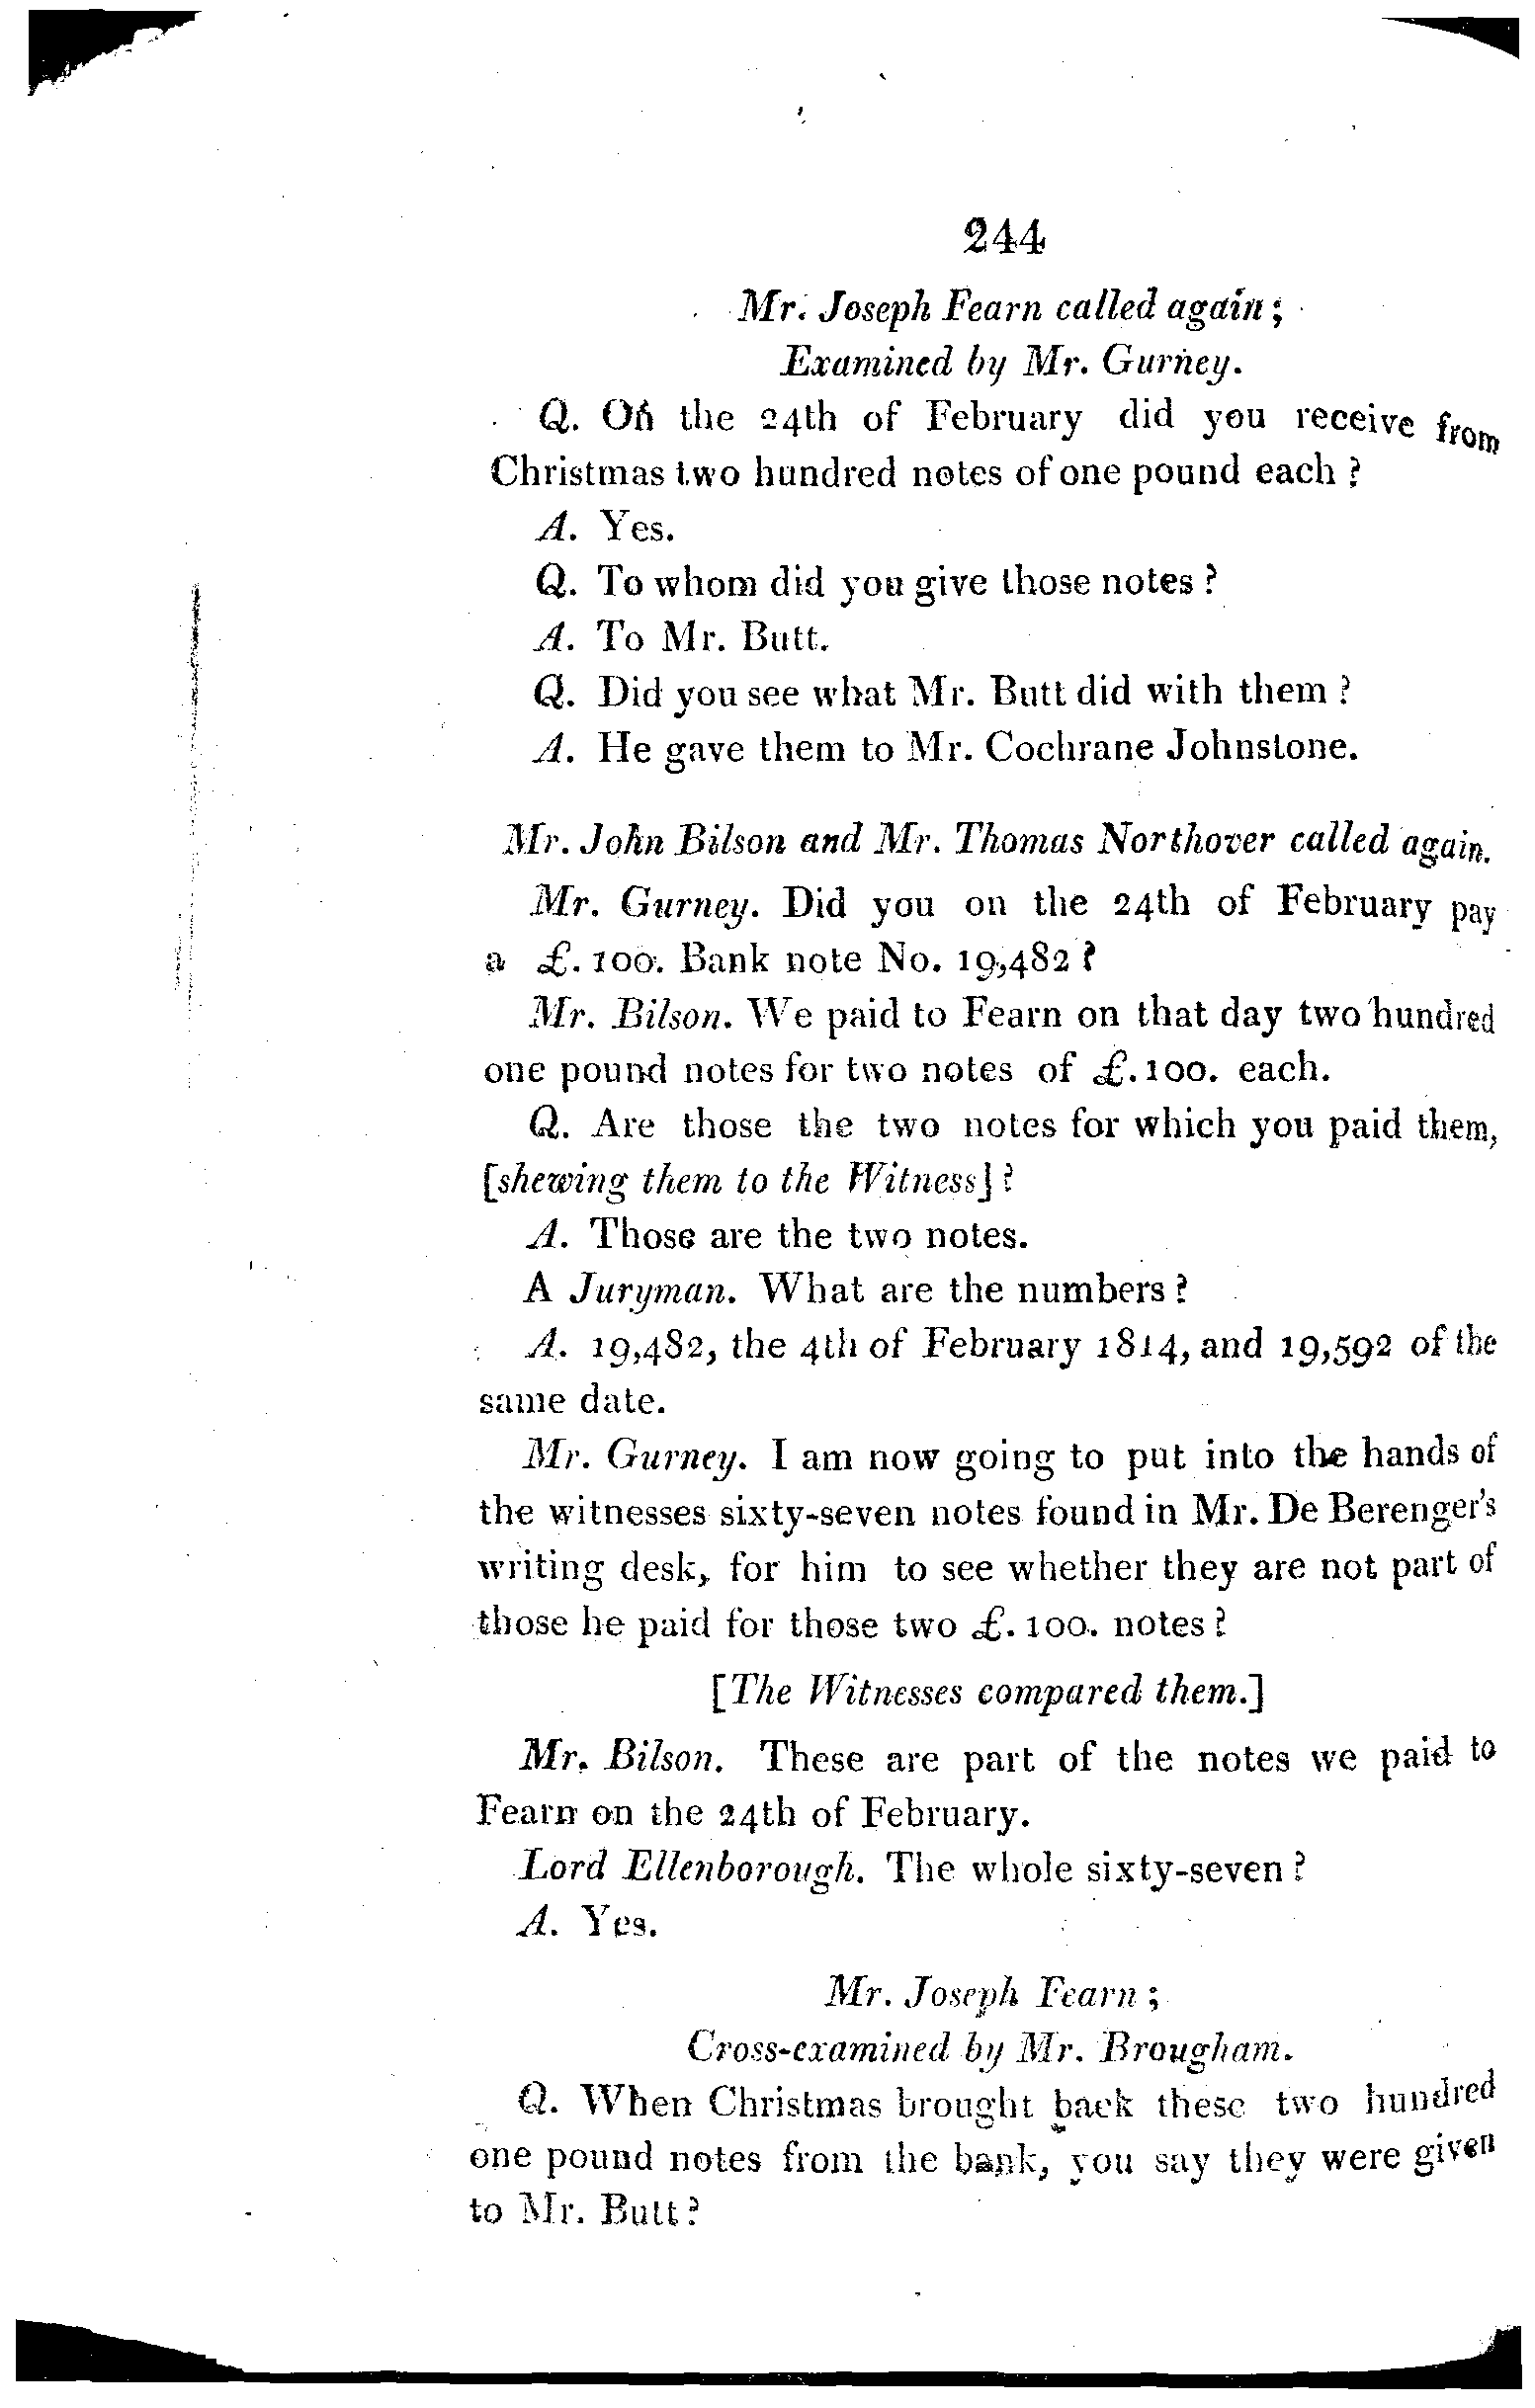 244
Mr. Joseph Fearn called again;
Examined by Mr. Gurney.
Q. On the 24th of February did you receive from
Christmas two hundred notes of one pound each?
A. Yes.
Q. To whom did you give those notes?
A. To Mr. Butt.
Q. Did you see what Mr. Butt did with them?
A. He gave them to Mr. Cochrane Johnstone.
Mr. John Bilson and Mr. Thomas Northover called again.
Mr. Gurney. Did you on the 24th of February pay
a £. 100. Bank note No. 19,482?
Mr. Bilson. We paid to Fearn on that day two hundred
one pound notes for two notes of £. 100. each.
Q. Are those the two notes for which you paid them,
[shewing them to the Witness]?
A. Those are the two notes.
A Juryman. What are the numbers?
A. 19,482, the 4th of February 1814, and 19,592 of the
same date.
Mr. Gurney. I am now going to put into the hands of
the witnesses sixty-seven notes found in Mr. De Berenger's
writing desk, for him to see whether they are not part of
those he paid for those two £. 100. notes?
[The Witnesses compared them.]
Mr. Bilson. These are part of the notes we paid to
Fearn on the 24th of February.
Lord Ellenborough. The whole sixty-seven?
A. Yes.
Mr. Joseph Fearn;
Cross-examined by Mr. Brougham.
Q. When Christmas brought back these two hundred
one pound notes from the bank, you say they were given
to Mr. Butt?